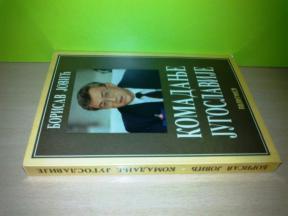 БОРИСАВ ЈОВИЋ
КОМАДАЊЕ
ЈУГОСЛАВИЈЕ
БОРИСАВ ЈОВИЋ • КОМАДАЊЕ ЈУГОСЛАВИЈЕ